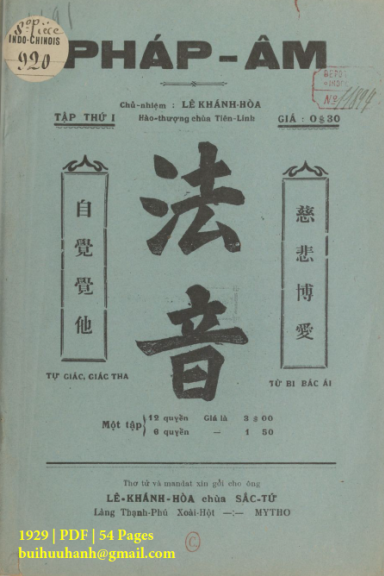 INDO-CHINOIS
920
PHÁP-ÂM
Chủ-nhiệm : LÊ KHÁNH-HÒA
TẬP THỨ I
Hào-thượng chùa Tiên-Linh
GIÁ : 0$30
法音
自覺覺他
慈悲博愛
TỰ GIÁC, GIÁC THA
TỪ BI BÁC ÁI
Một tập
12 quyển Giá là 3$00
6 quyển — 1 50
Thơ từ và mandat xin gởi cho ông
LÊ-KHÁNH-HÒA chùa SẮC-TỨ
Làng Thạnh-Phú Xoài-Hột —:— MYTHO
1929 | PDF | 54 Pages
buihuuhanh@gmail.com